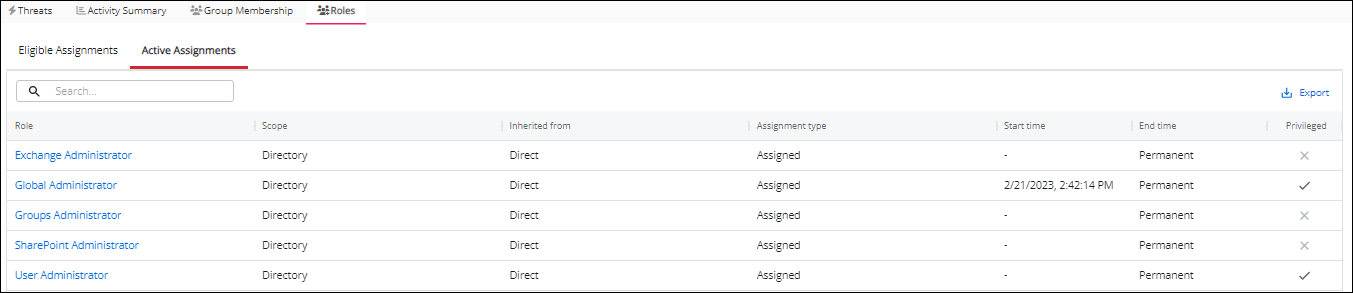 Threats Activity Summary Group Membership Roles
Eligible Assignments Active Assignments
Search...
Export
Role Scope Inherited from Assignment type Start time End time Privileged
Exchange Administrator Directory Direct Assigned - Permanent
Global Administrator Directory Direct Assigned 2/21/2023, 2:42:14 PM Permanent
Groups Administrator Directory Direct Assigned - Permanent
SharePoint Administrator Directory Direct Assigned - Permanent
User Administrator Directory Direct Assigned - Permanent